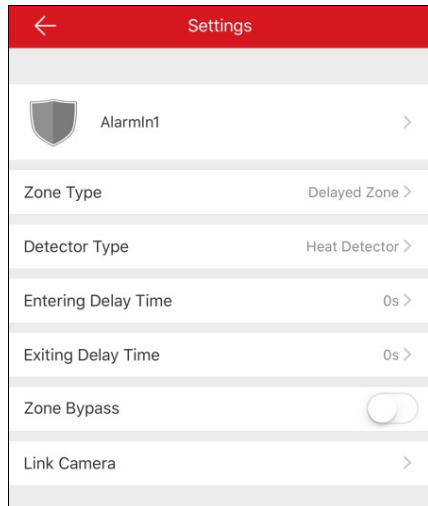 Settings
AlarmIn1
Zone Type Delayed Zone
Detector Type Heat Detector
Entering Delay Time 0s
Exiting Delay Time 0s
Zone Bypass
Link Camera